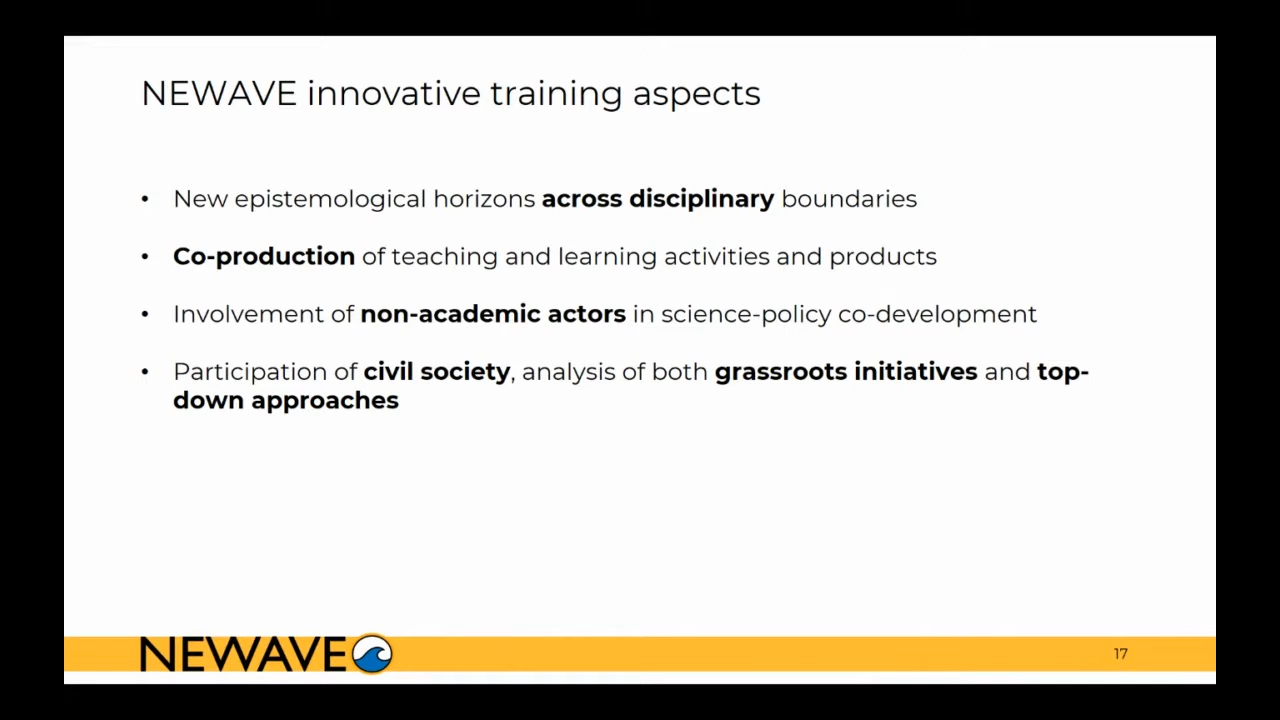 NEWAVE innovative training aspects
• New epistemological horizons across disciplinary boundaries
• Co-production of teaching and learning activities and products
• Involvement of non-academic actors in science-policy co-development
• Participation of civil society, analysis of both grassroots initiatives and top-
down approaches
NEWAVE
17